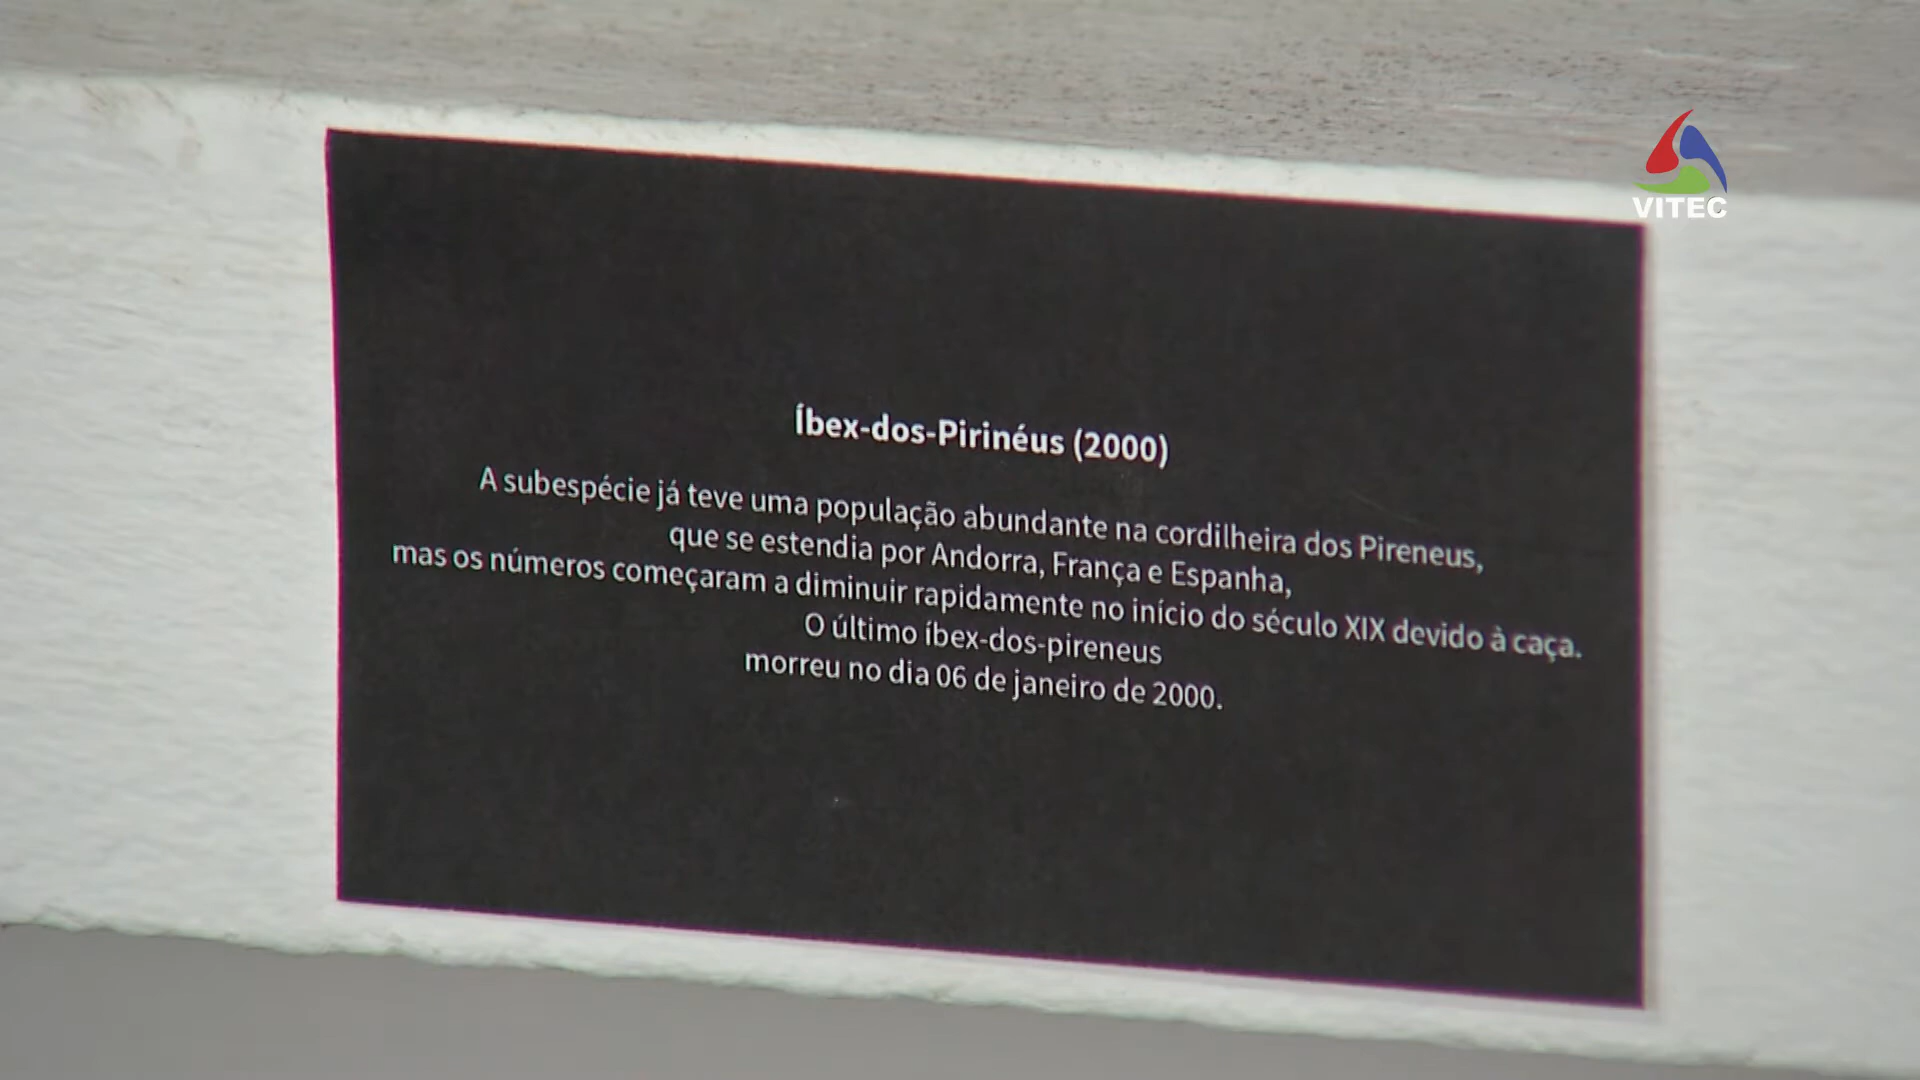 VITEC
Íbex-dos-Pirinéus (2000)
A subespécie já teve uma população abundante na cordilheira dos Pireneus,
que se estendia por Andorra, França e Espanha,
mas os números começaram a diminuir rapidamente no início do século XIX devido à caça.
O último íbex-dos-pireneus
morreu no dia 06 de janeiro de 2000.